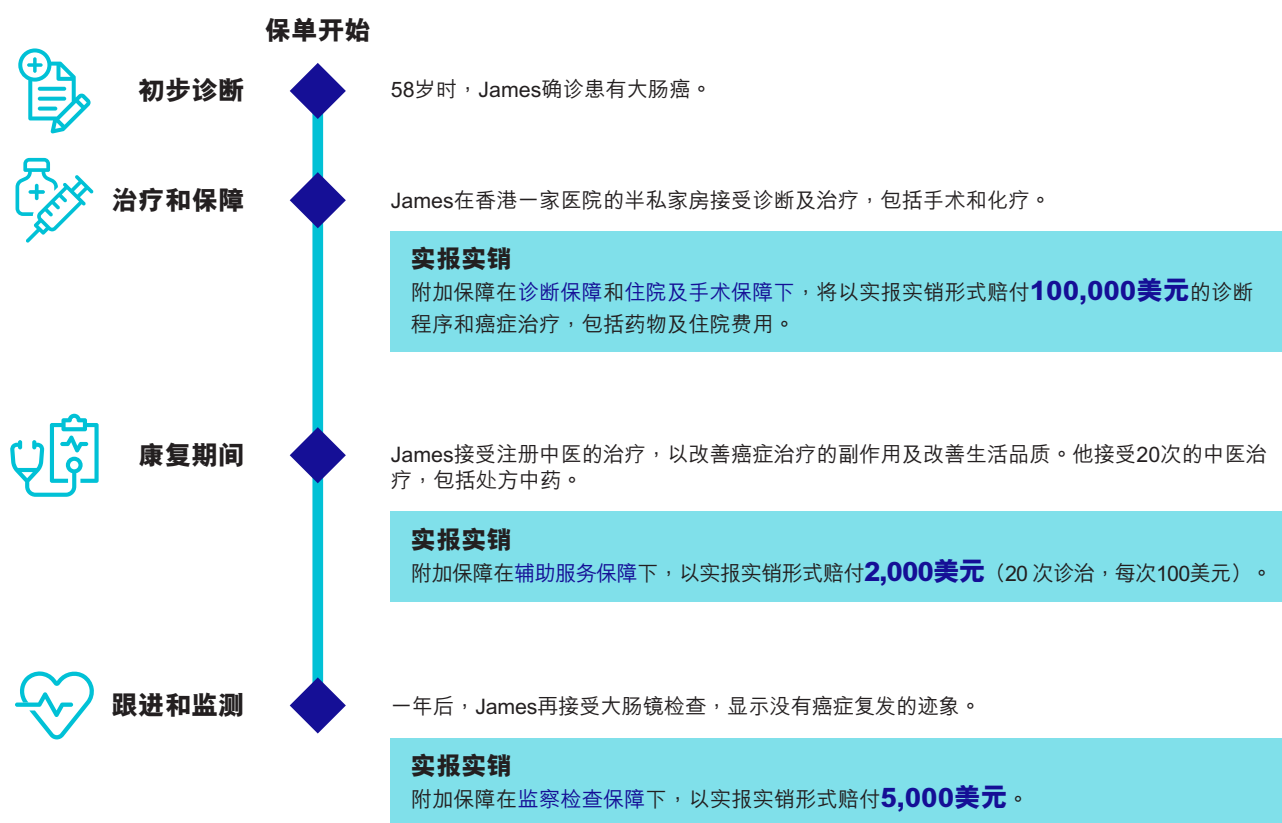 保单开始
初步诊断
58岁时，James确诊患有大肠癌。
治疗和保障
James在香港一家医院的半私家房接受诊断及治疗，包括手术和化疗。
实报实销
附加保障在诊断保障和住院及手术保障下，将以实报实销形式赔付100,000美元的诊断
程序和癌症治疗，包括药物及住院费用。
康复期间
James接受注册中医的治疗，以改善癌症治疗的副作用及改善生活品质。他接受20次的中医治
疗，包括处方中药。
实报实销
附加保障在辅助服务保障下，以实报实销形式赔付2,000美元（20 次诊治，每次100美元）。
跟进和监测
一年后，James再接受大肠镜检查，显示没有癌症复发的迹象。
实报实销
附加保障在监察检查保障下，以实报实销形式赔付5,000美元。